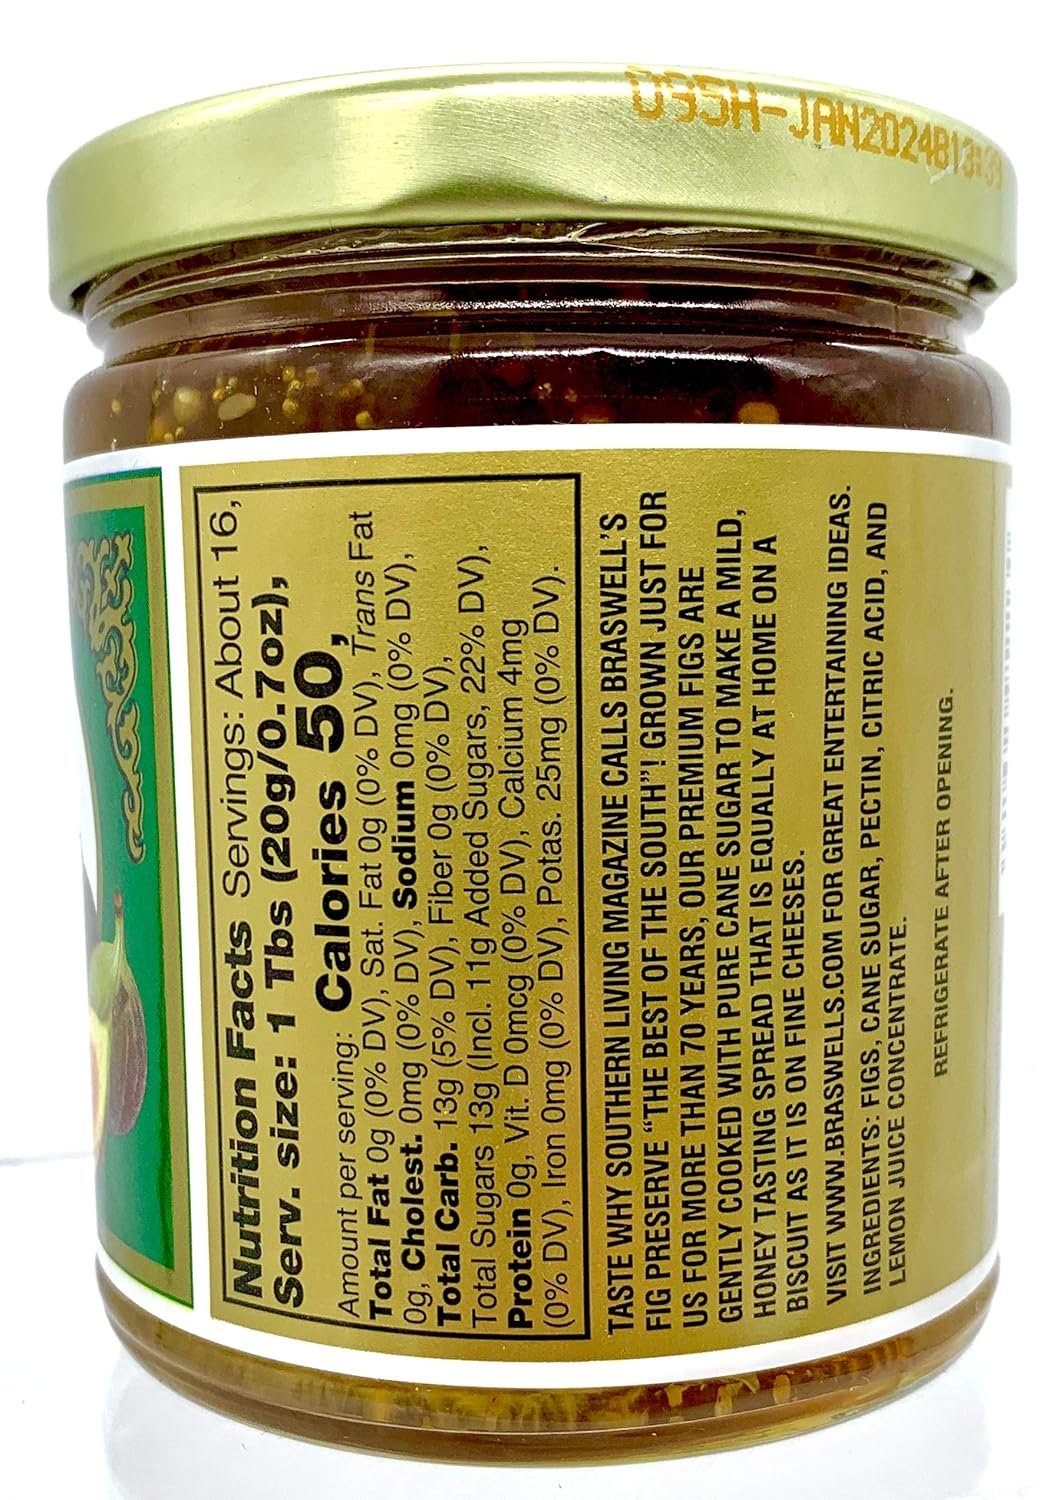 095H-JAN2024B13:39
Nutrition Facts Servings: About 16,
Serv. size: 1 Tbs (20g/0.7oz),
Amount per serving: Calories 50,
Total Fat 0g (0% DV), Sat. Fat 0g (0% DV), Trans Fat
0g, Cholest. 0mg (0% DV), Sodium 0mg (0% DV),
Total Carb. 13g (5% DV), Fiber 0g (0% DV),
Total Sugars 13g (Incl. 11g Added Sugars, 22% DV),
Protein 0g, Vit. D 0mcg (0% DV), Calcium 4mg
(0% DV), Iron 0mg (0% DV), Potas. 25mg (0% DV).
TASTE WHY SOUTHERN LIVING MAGAZINE CALLS BRASWELL'S
FIG PRESERVE "THE BEST OF THE SOUTH"! GROWN JUST FOR
US FOR MORE THAN 70 YEARS, OUR PREMIUM FIGS ARE
GENTLY COOKED WITH PURE CANE SUGAR TO MAKE A MILD,
HONEY TASTING SPREAD THAT IS EQUALLY AT HOME ON A
BISCUIT AS IT IS ON FINE CHEESES.
VISIT WWW.BRASWELLS.COM FOR GREAT ENTERTAINING IDEAS.
INGREDIENTS: FIGS, CANE SUGAR, PECTIN, CITRIC ACID, AND
LEMON JUICE CONCENTRATE.
REFRIGERATE AFTER OPENING.